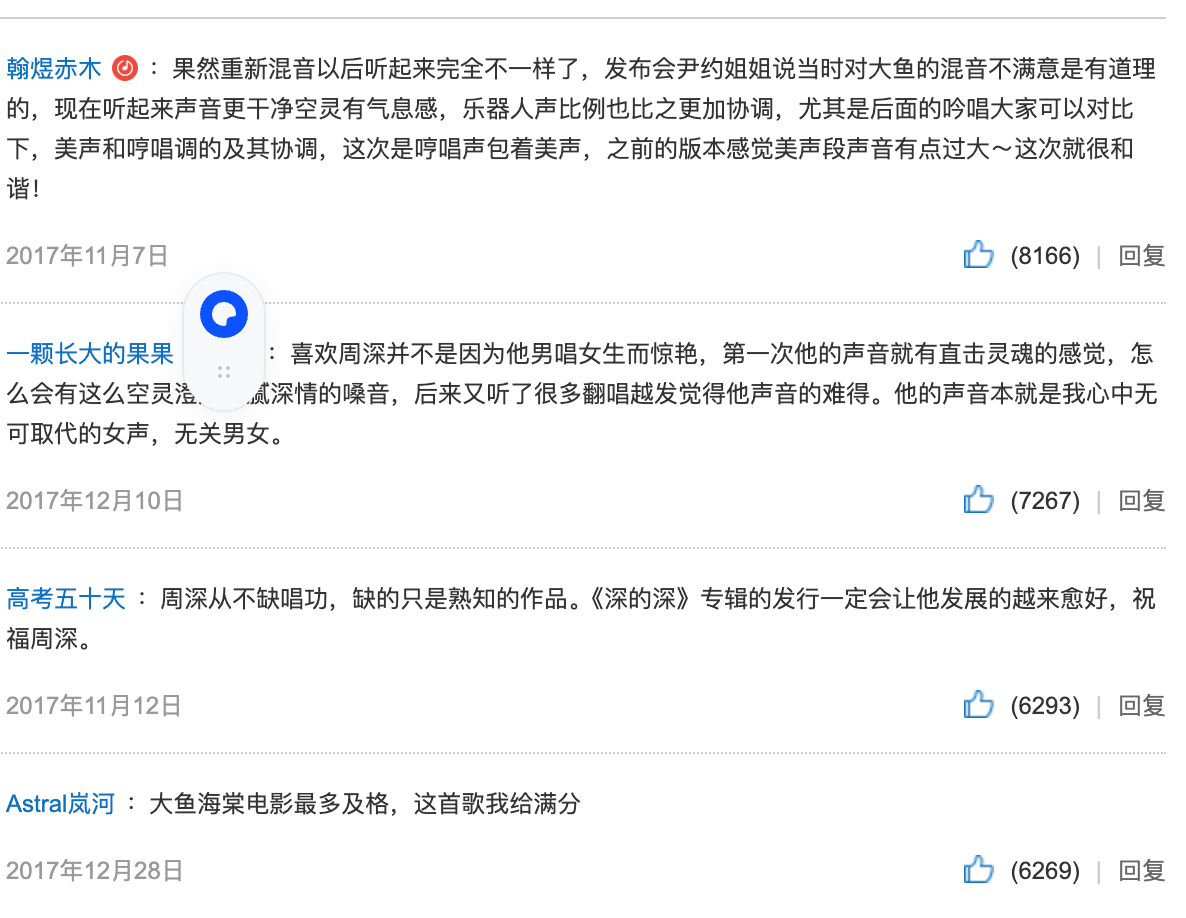 翰煜赤木 ： 果然重新混音以后听起来完全不一样了，发布会尹约姐姐说当时对大鱼的混音不满意是有道理
的，现在听起来声音更干净空灵有气息感，乐器人声比例也比之更加协调，尤其是后面的吟唱大家可以对比
下，美声和哼唱调的及其协调，这次是哼唱声包着美声，之前的版本感觉美声段声音有点过大～这次就很和
谐！
2017年11月7日 (8166) | 回复
一颗长大的果果 ： 喜欢周深并不是因为他男唱女生而惊艳，第一次他的声音就有直击灵魂的感觉，怎
么会有这么空灵澄 腻深情的嗓音，后来又听了很多翻唱越发觉得他声音的难得。他的声音本就是我心中无
可取代的女声，无关男女。
2017年12月10日 (7267) | 回复
高考五十天 ： 周深从不缺唱功，缺的只是熟知的作品。《深的深》专辑的发行一定会让他发展的越来愈好，祝
福周深。
2017年11月12日 (6293) | 回复
Astral岚河 ： 大鱼海棠电影最多及格，这首歌我给满分
2017年12月28日 (6269) | 回复